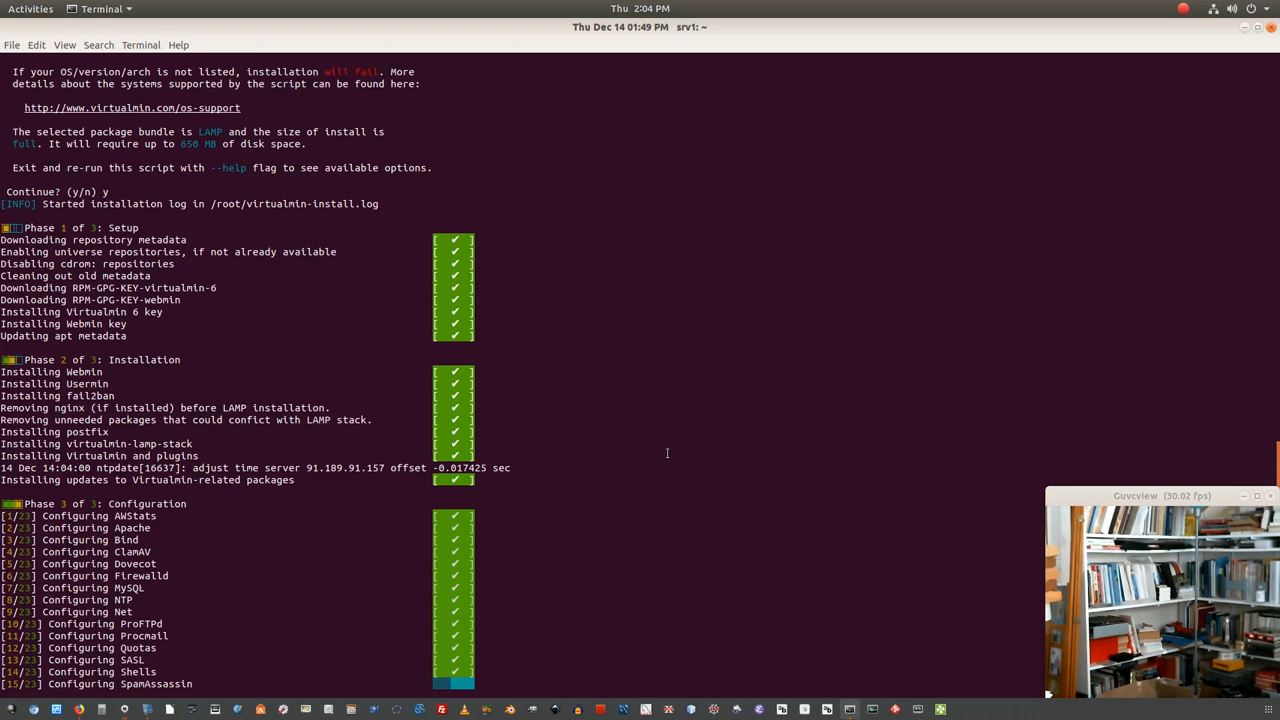 Activities Terminal Thu 2:04 PM
Thu Dec 14 01:49 PM srv1: ~
File Edit View Search Terminal Help
If your OS/version/arch is not listed, installation will fail. More
details about the systems supported by the script can be found here:
http://www.virtualmin.com/os-support
The selected package bundle is LAMP and the size of install is
full. It will require up to 650 MB of disk space.
Exit and re-run this script with --help flag to see available options.
Continue? (y/n) y
[INFO] Started installation log in /root/virtualmin-install.log
Phase 1 of 3: Setup
Downloading repository metadata [ ✔ ]
Enabling universe repositories, if not already available [ ✔ ]
Disabling cdrom: repositories [ ✔ ]
Cleaning out old metadata [ ✔ ]
Downloading RPM-GPG-KEY-virtualmin-6 [ ✔ ]
Downloading RPM-GPG-KEY-webmin [ ✔ ]
Installing Virtualmin 6 key [ ✔ ]
Installing Webmin key [ ✔ ]
Updating apt metadata [ ✔ ]
Phase 2 of 3: Installation
Installing Webmin [ ✔ ]
Installing Usermin [ ✔ ]
Installing fail2ban [ ✔ ]
Removing nginx (if installed) before LAMP installation. [ ✔ ]
Removing unneeded packages that could confict with LAMP stack. [ ✔ ]
Installing postfix [ ✔ ]
Installing virtualmin-lamp-stack [ ✔ ]
Installing Virtualmin and plugins [ ✔ ]
14 Dec 14:04:00 ntpdate[16637]: adjust time server 91.189.91.157 offset -0.017425 sec
Installing updates to Virtualmin-related packages [ ✔ ]
Guvcview (30.02 fps)
Phase 3 of 3: Configuration
[1/23] Configuring AWStats [ ✔ ]
[2/23] Configuring Apache [ ✔ ]
[3/23] Configuring Bind [ ✔ ]
[4/23] Configuring ClamAV [ ✔ ]
[5/23] Configuring Dovecot [ ✔ ]
[6/23] Configuring Firewalld [ ✔ ]
[7/23] Configuring MySQL [ ✔ ]
[8/23] Configuring NTP [ ✔ ]
[9/23] Configuring Net [ ✔ ]
[10/23] Configuring ProFTPd [ ✔ ]
[11/23] Configuring Procmail [ ✔ ]
[12/23] Configuring Quotas [ ✔ ]
[13/23] Configuring SASL [ ✔ ]
[14/23] Configuring Shells [ ✔ ]
[15/23] Configuring SpamAssassin